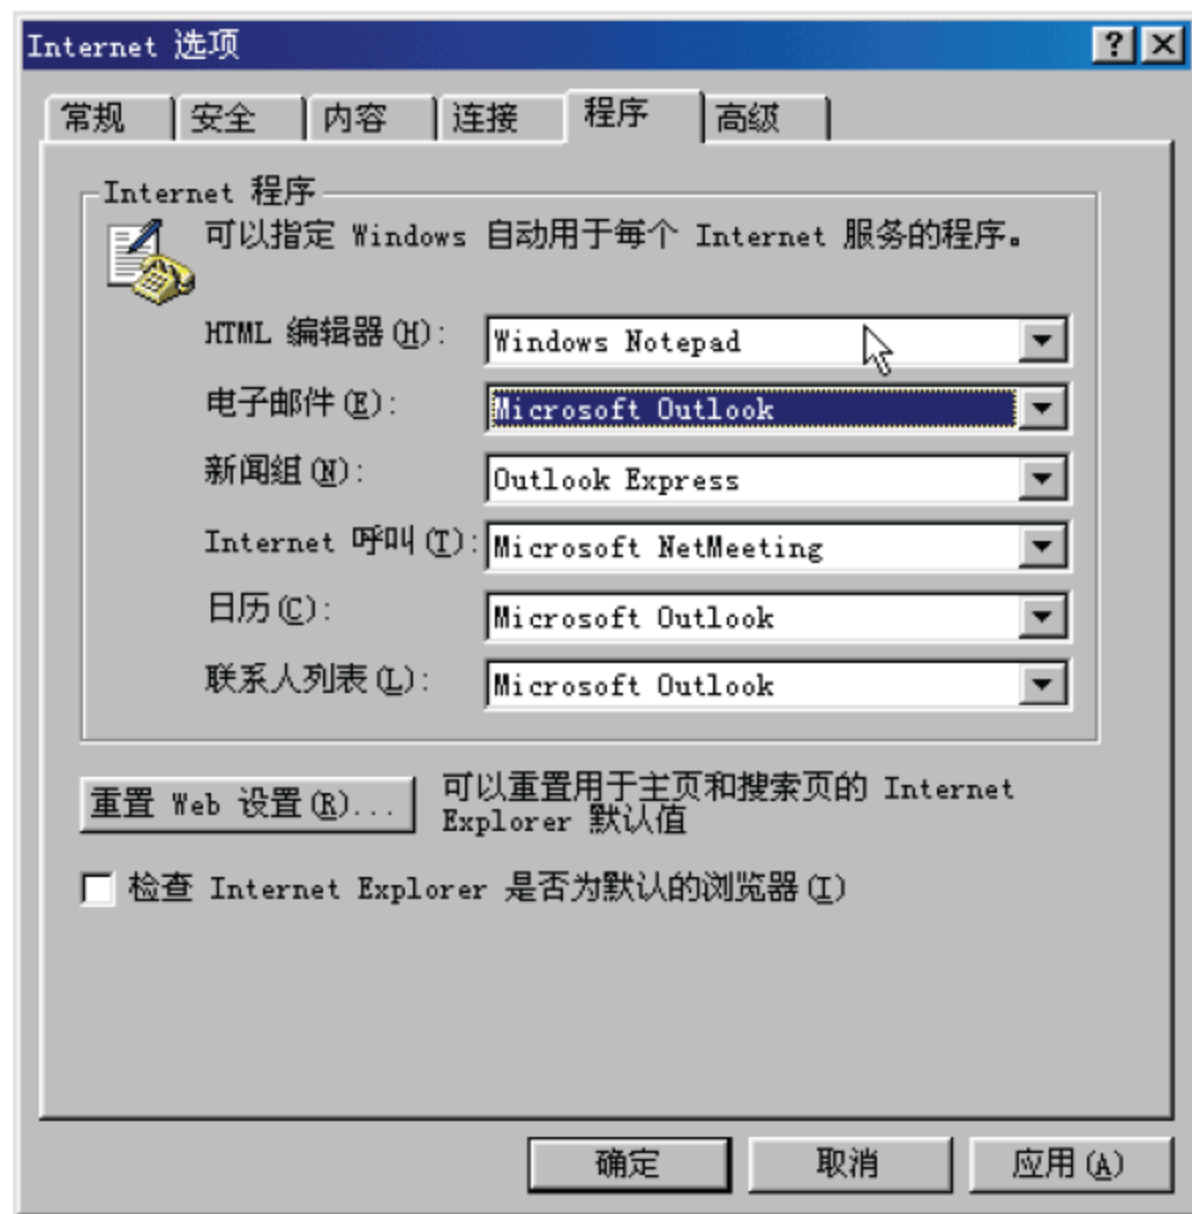 Internet 选项
常规 安全 内容 连接 程序 高级
Internet 程序
可以指定 Windows 自动用于每个 Internet 服务的程序。
HTML 编辑器(H): Windows Notepad
电子邮件(E): Microsoft Outlook
新闻组(N): Outlook Express
Internet 呼叫(T): Microsoft NetMeeting
日历(C): Microsoft Outlook
联系人列表(L): Microsoft Outlook
重置 Web 设置(R)... 可以重置用于主页和搜索页的 Internet
Explorer 默认值
检查 Internet Explorer 是否为默认的浏览器(I)
确定 取消 应用(A)